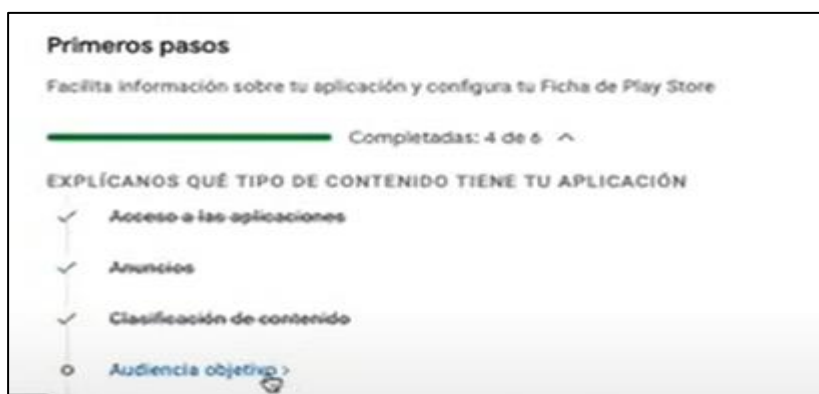 Primeros pasos
Facilita información sobre tu aplicación y configura tu Ficha de Play Store
Completadas: 4 de 6
EXPLÍCANOS QUÉ TIPO DE CONTENIDO TIENE TU APLICACIÓN
Acceso a las aplicaciones
Anuncios
Clasificación de contenido
Audiencia objetivo >